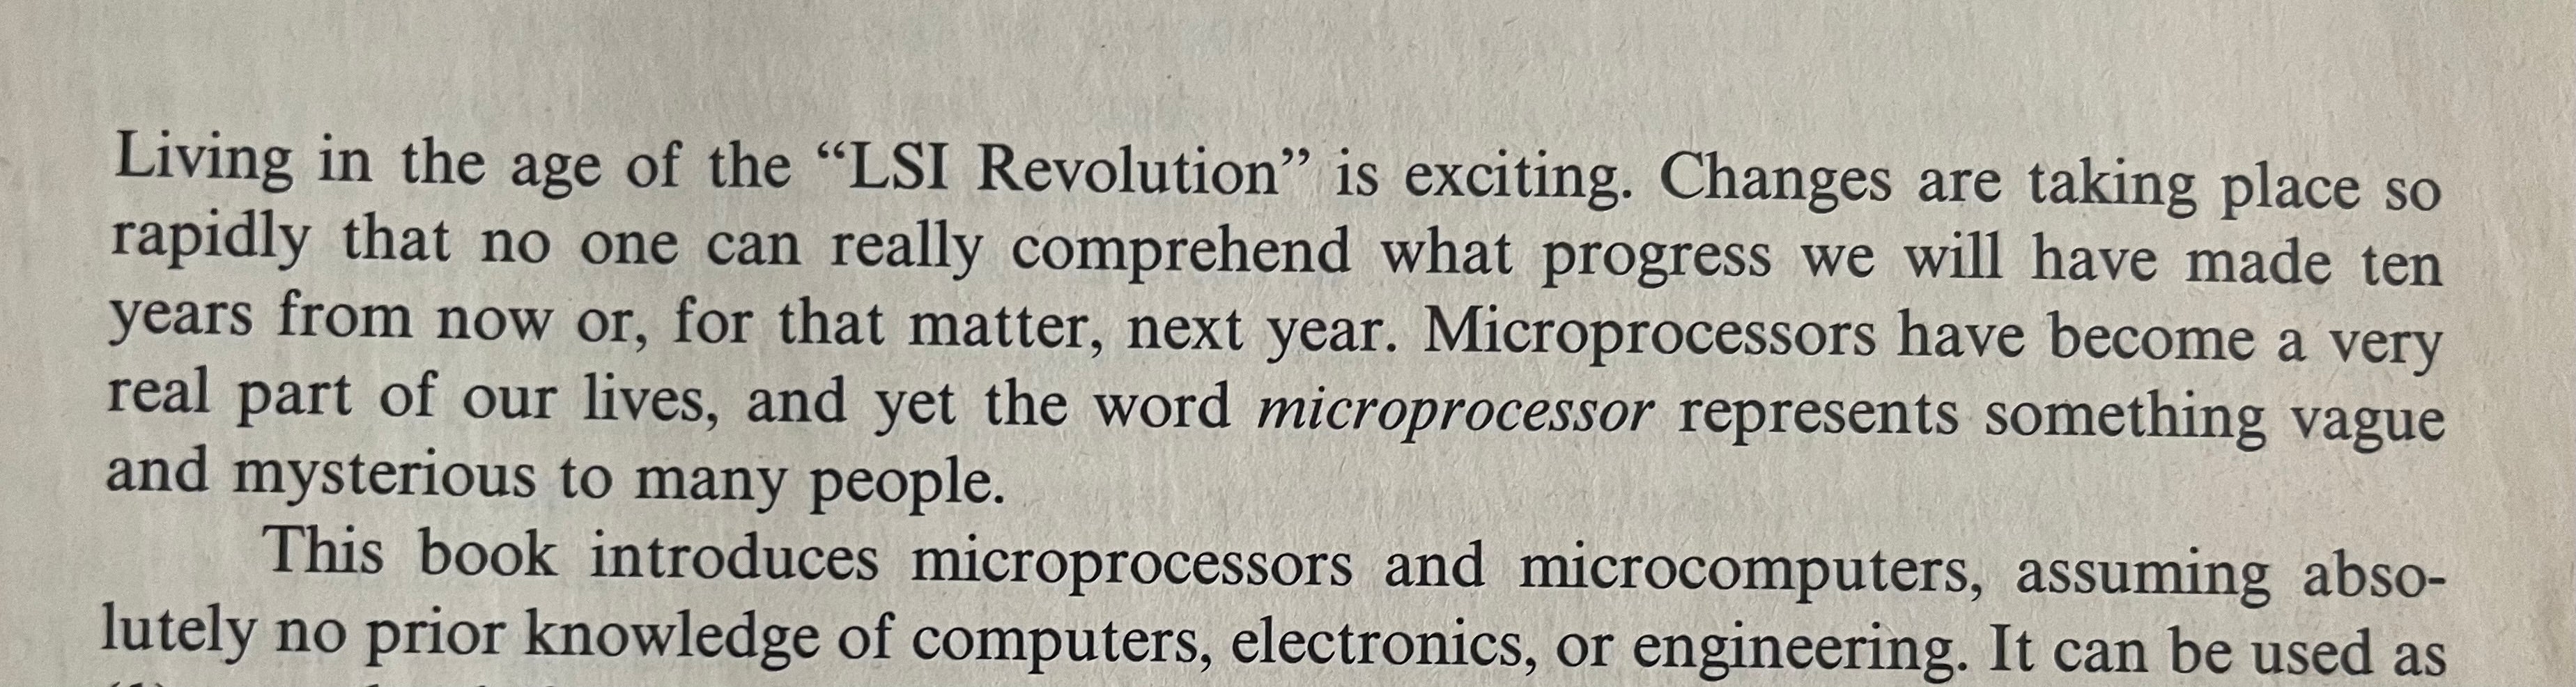 Living in the age of the “LSI Revolution” is exciting. Changes are taking place so
rapidly that no one can really comprehend what progress we will have made ten
years from now or, for that matter, next year. Microprocessors have become a very
real part of our lives, and yet the word microprocessor represents something vague
and mysterious to many people.
This book introduces microprocessors and microcomputers, assuming abso-
lutely no prior knowledge of computers, electronics, or engineering. It can be used as